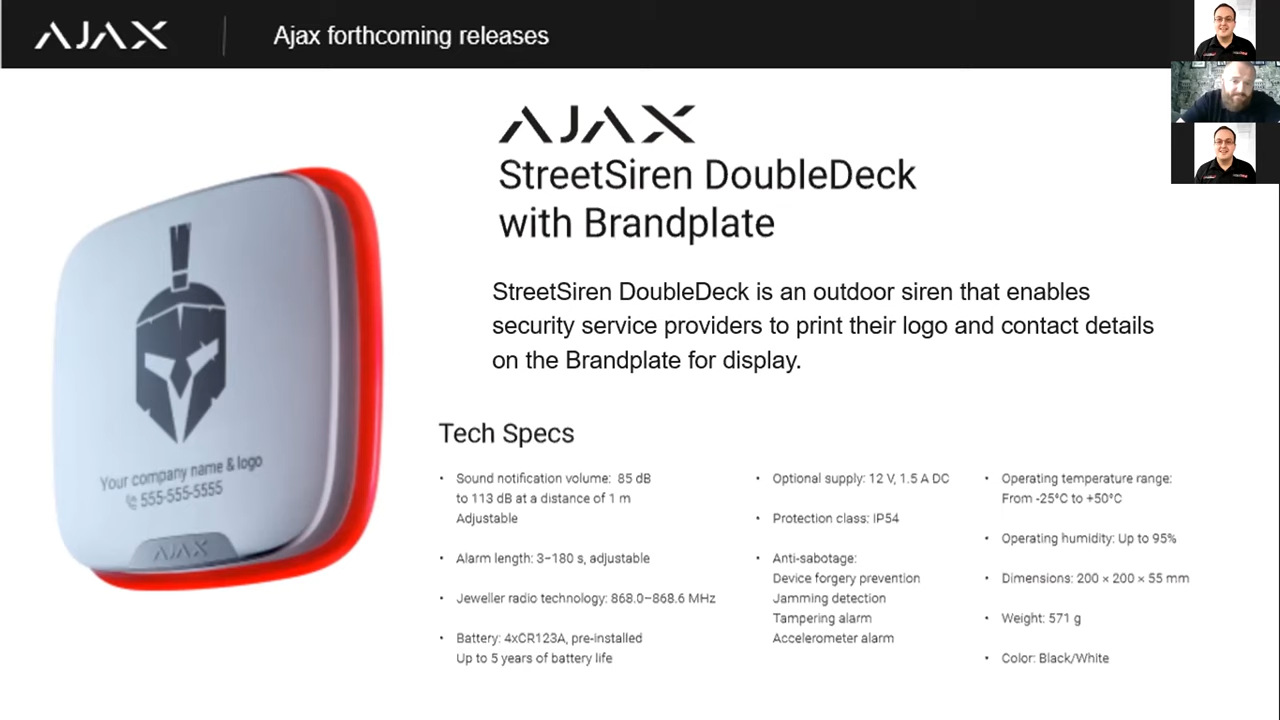 AJAX
Ajax forthcoming releases
AJAX
StreetSiren DoubleDeck
with Brandplate
StreetSiren DoubleDeck is an outdoor siren that enables
security service providers to print their logo and contact details
on the Brandplate for display.
Your company name & logo
555-555-5555
AJAX
Tech Specs
• Sound notification volume: 85 dB
to 113 dB at a distance of 1 m
Adjustable
• Alarm length: 3–180 s, adjustable
• Jeweller radio technology: 868.0–868.6 MHz
• Battery: 4xCR123A, pre-installed
Up to 5 years of battery life
• Optional supply: 12 V, 1.5 A DC
• Protection class: IP54
• Anti-sabotage:
Device forgery prevention
Jamming detection
Tampering alarm
Accelerometer alarm
• Operating temperature range:
From -25°C to +50°C
• Operating humidity: Up to 95%
• Dimensions: 200 × 200 × 55 mm
• Weight: 571 g
• Color: Black/White